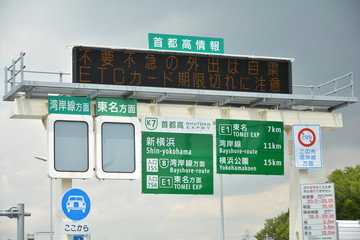 首都高情報
不要不急の外出は自粛
ETCカード期限切れに注意
湾岸線方面
東名方面
K7
首都高
SHUTOKO EXPWY
新横浜
Shin-yokohama
湾岸線方面
B
Bayshore-route
E1
東名方面
E1
東名
TOMEI EXP
7km
湾岸線
Bayshore-route
11km
横浜公園
Yokohamakoen
15km
ここから